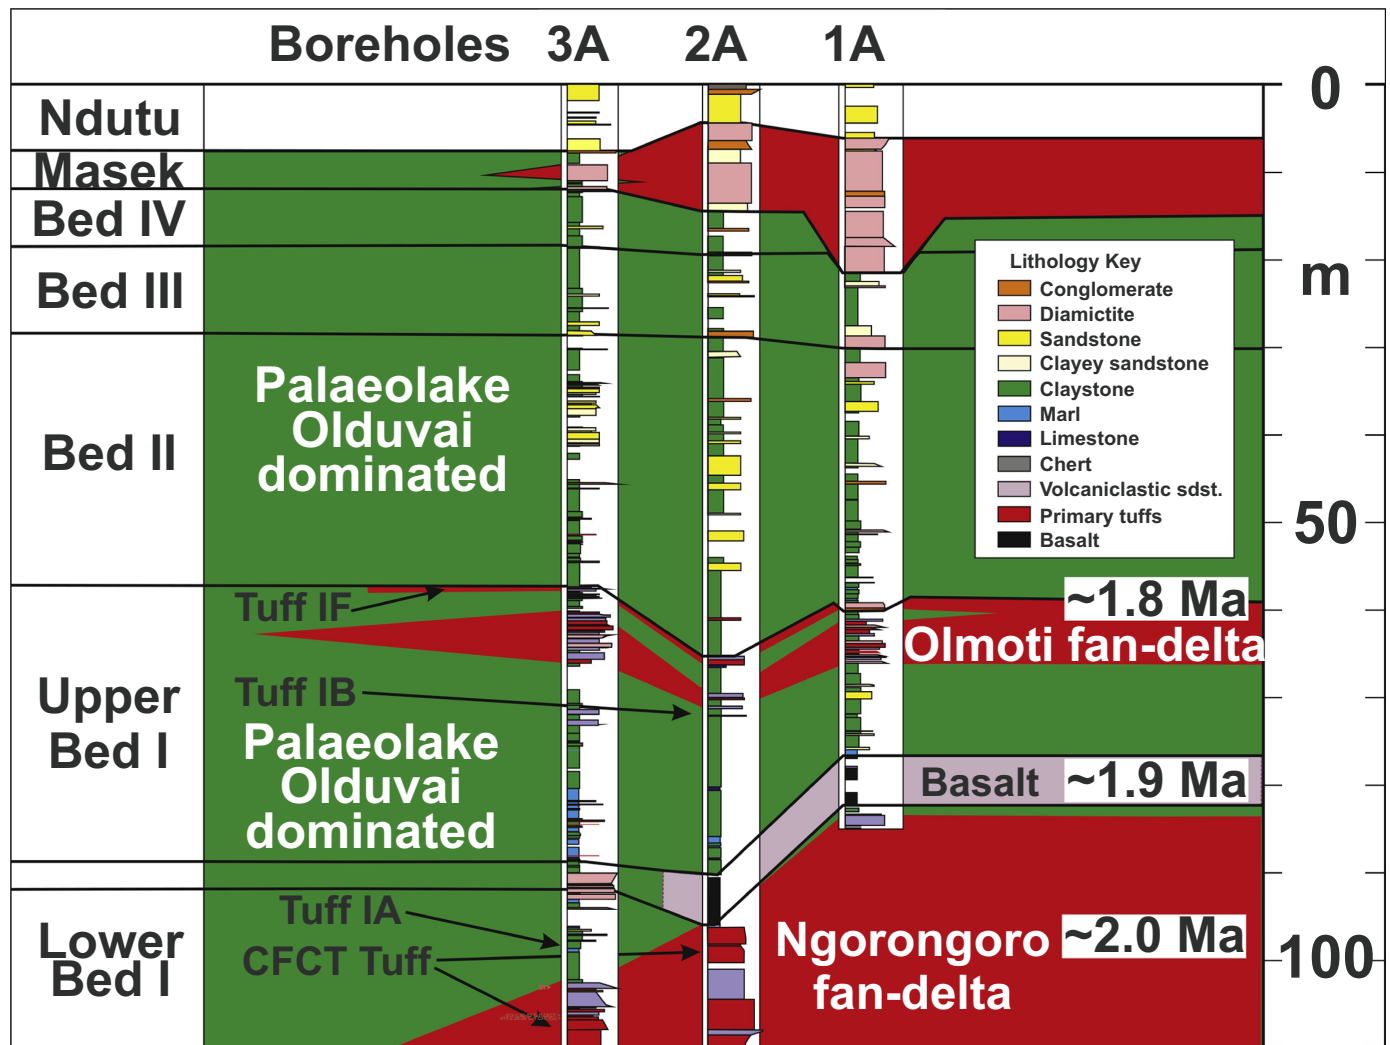 Boreholes 3A 2A 1A
Ndutu
Masek
Bed IV
Bed III
Bed II
Upper
Bed I
Lower
Bed I
Palaeolake
Olduvai
dominated
Tuff IF
Tuff IB
Palaeolake
Olduvai
dominated
Tuff IA
CFCT Tuff
Lithology Key
Conglomerate
Diamictite
Sandstone
Clayey sandstone
Claystone
Marl
Limestone
Chert
Volcaniclastic sdst.
Primary tuffs
Basalt
~1.8 Ma
Olmoti fan-delta
Basalt ~1.9 Ma
Ngorongoro ~2.0 Ma
fan-delta
0
m
50
100